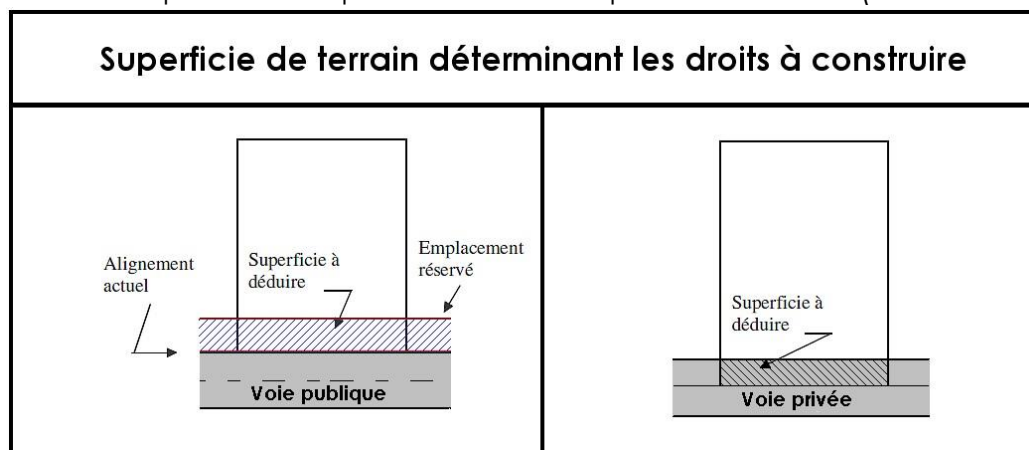 Superficie de terrain déterminant les droits à construire
Alignement
actuel
Superficie à
déduire
Emplacement
réservé
Voie publique
Superficie à
déduire
Voie privée